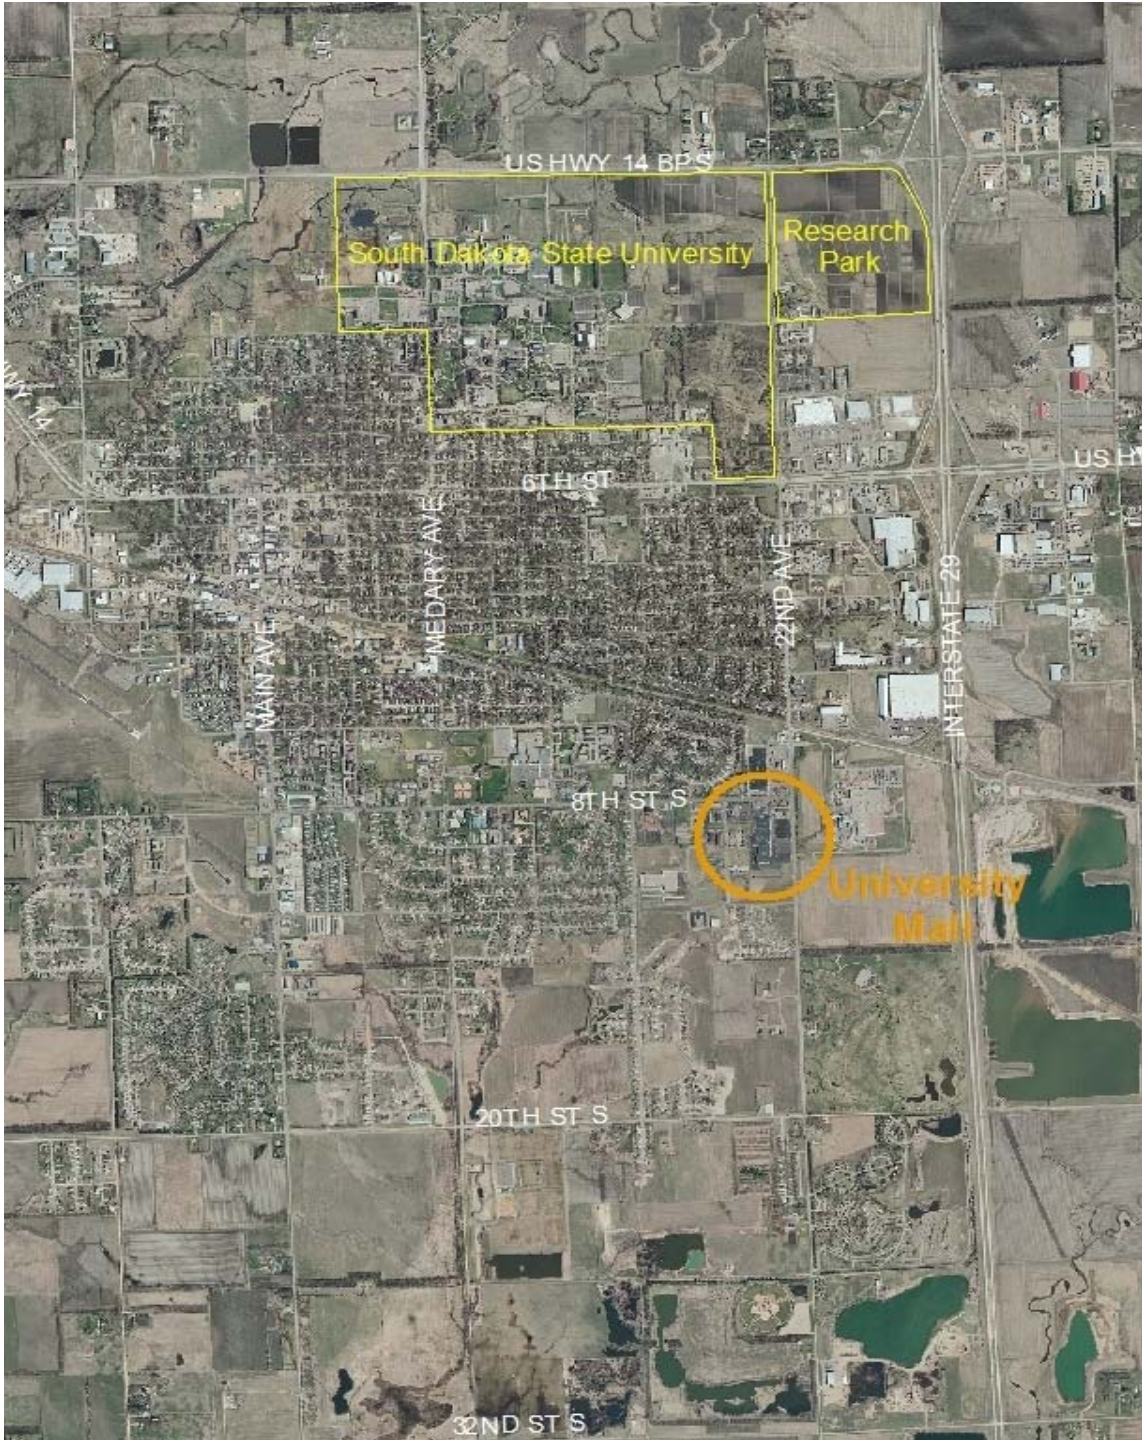 US HWY 14 BPS
South Dakota State University
Research
Park
HWY 14
US HW
6TH ST
MEDARY AVE
22ND AVE
INTERSTATE 29
MAIN AVE
8TH ST S
University
Mall
20TH ST S
32ND ST S